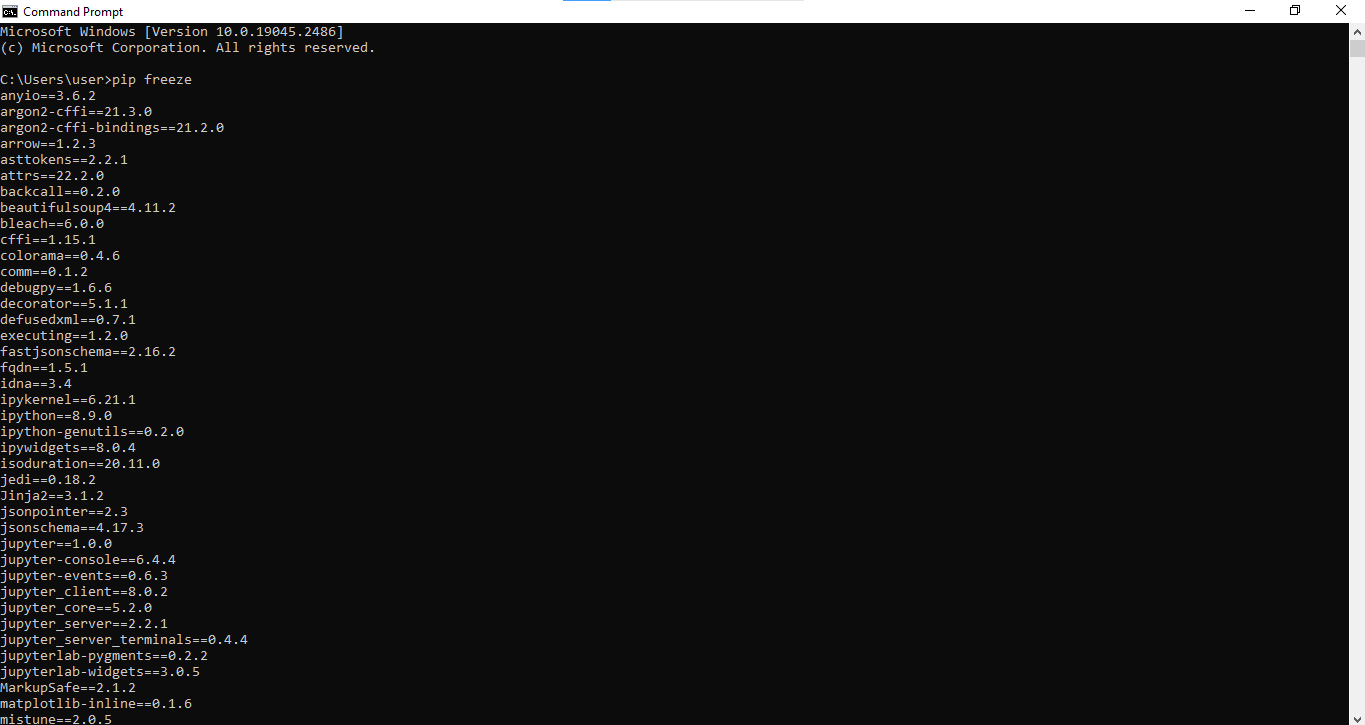 Command Prompt
Microsoft Windows [Version 10.0.19045.2486]
(c) Microsoft Corporation. All rights reserved.
C:\Users\user>pip freeze
anyio==3.6.2
argon2-cffi==21.3.0
argon2-cffi-bindings==21.2.0
arrow==1.2.3
asttokens==2.2.1
attrs==22.2.0
backcall==0.2.0
beautifulsoup4==4.11.2
bleach==6.0.0
cffi==1.15.1
colorama==0.4.6
comm==0.1.2
debugpy==1.6.6
decorator==5.1.1
defusedxml==0.7.1
executing==1.2.0
fastjsonschema==2.16.2
fqdn==1.5.1
idna==3.4
ipykernel==6.21.1
ipython==8.9.0
ipython-genutils==0.2.0
ipywidgets==8.0.4
isoduration==20.11.0
jedi==0.18.2
Jinja2==3.1.2
jsonpointer==2.3
jsonschema==4.17.3
jupyter==1.0.0
jupyter-console==6.4.4
jupyter-events==0.6.3
jupyter_client==8.0.2
jupyter_core==5.2.0
jupyter_server==2.2.1
jupyter_server_terminals==0.4.4
jupyterlab-pygments==0.2.2
jupyterlab-widgets==3.0.5
MarkupSafe==2.1.2
matplotlib-inline==0.1.6
mistune==2.0.5